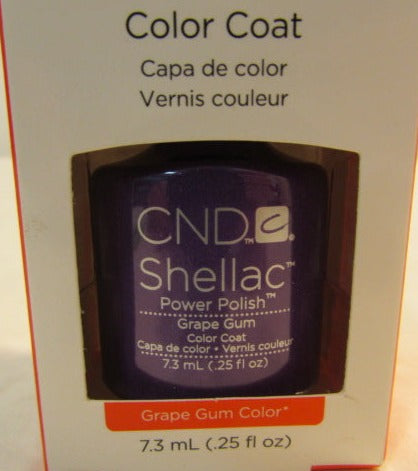 Color Coat
Capa de color
Vernis couleur
CND™ c®
Shellac™
Power Polish™
Grape Gum
Color Coat
Capa de color • Vernis couleur
7.3 mL (.25 fl oz)
Grape Gum Color*
7.3 mL (.25 fl oz)